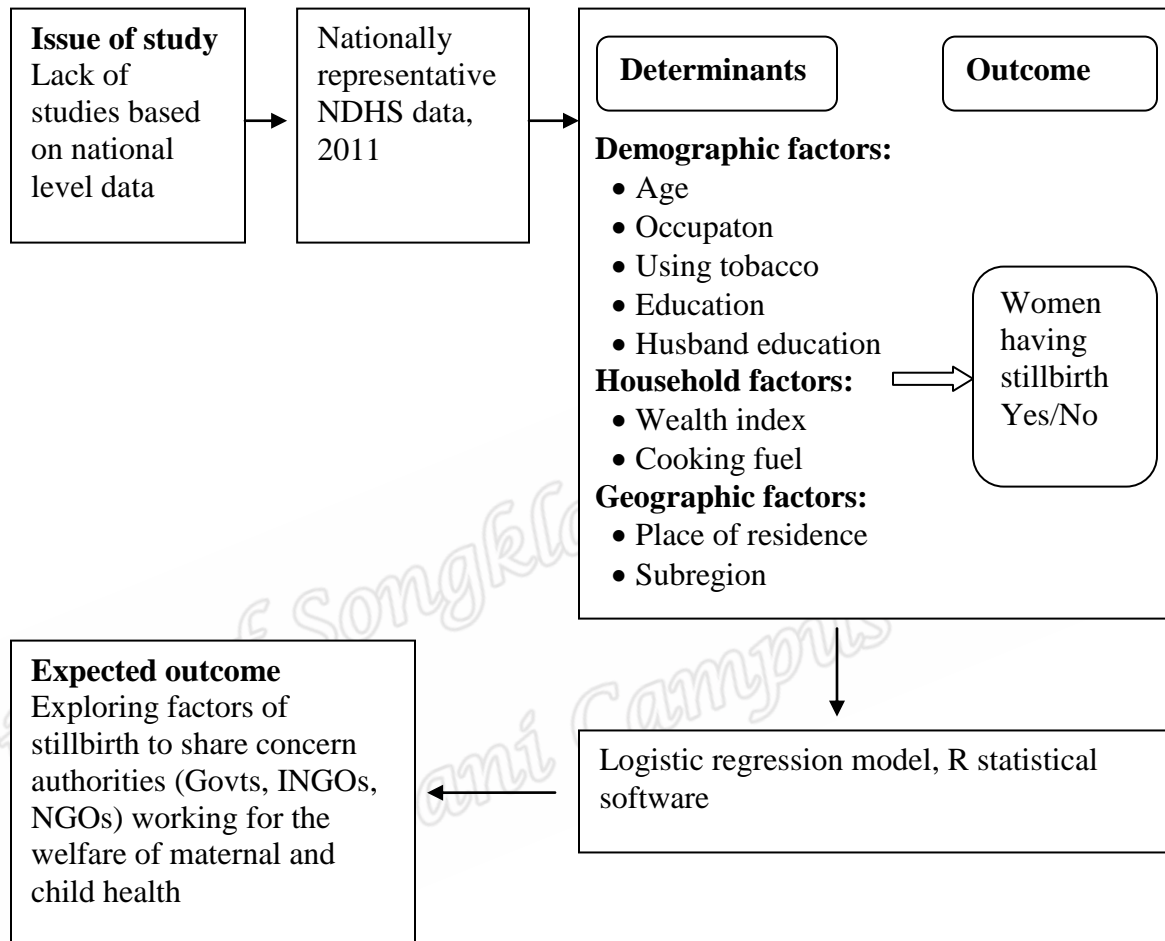 Issue of study
Lack of
studies based
on national
level data
Nationally
representative
NDHS data,
2011
Determinants
Outcome
Demographic factors:
• Age
• Occupaton
• Using tobacco
• Education
• Husband education
Household factors:
• Wealth index
• Cooking fuel
Geographic factors:
• Place of residence
• Subregion
Women
having
stillbirth
Yes/No
Logistic regression model, R statistical
software
Expected outcome
Exploring factors of
stillbirth to share concern
authorities (Govts, INGOs,
NGOs) working for the
welfare of maternal and
child health
Campus